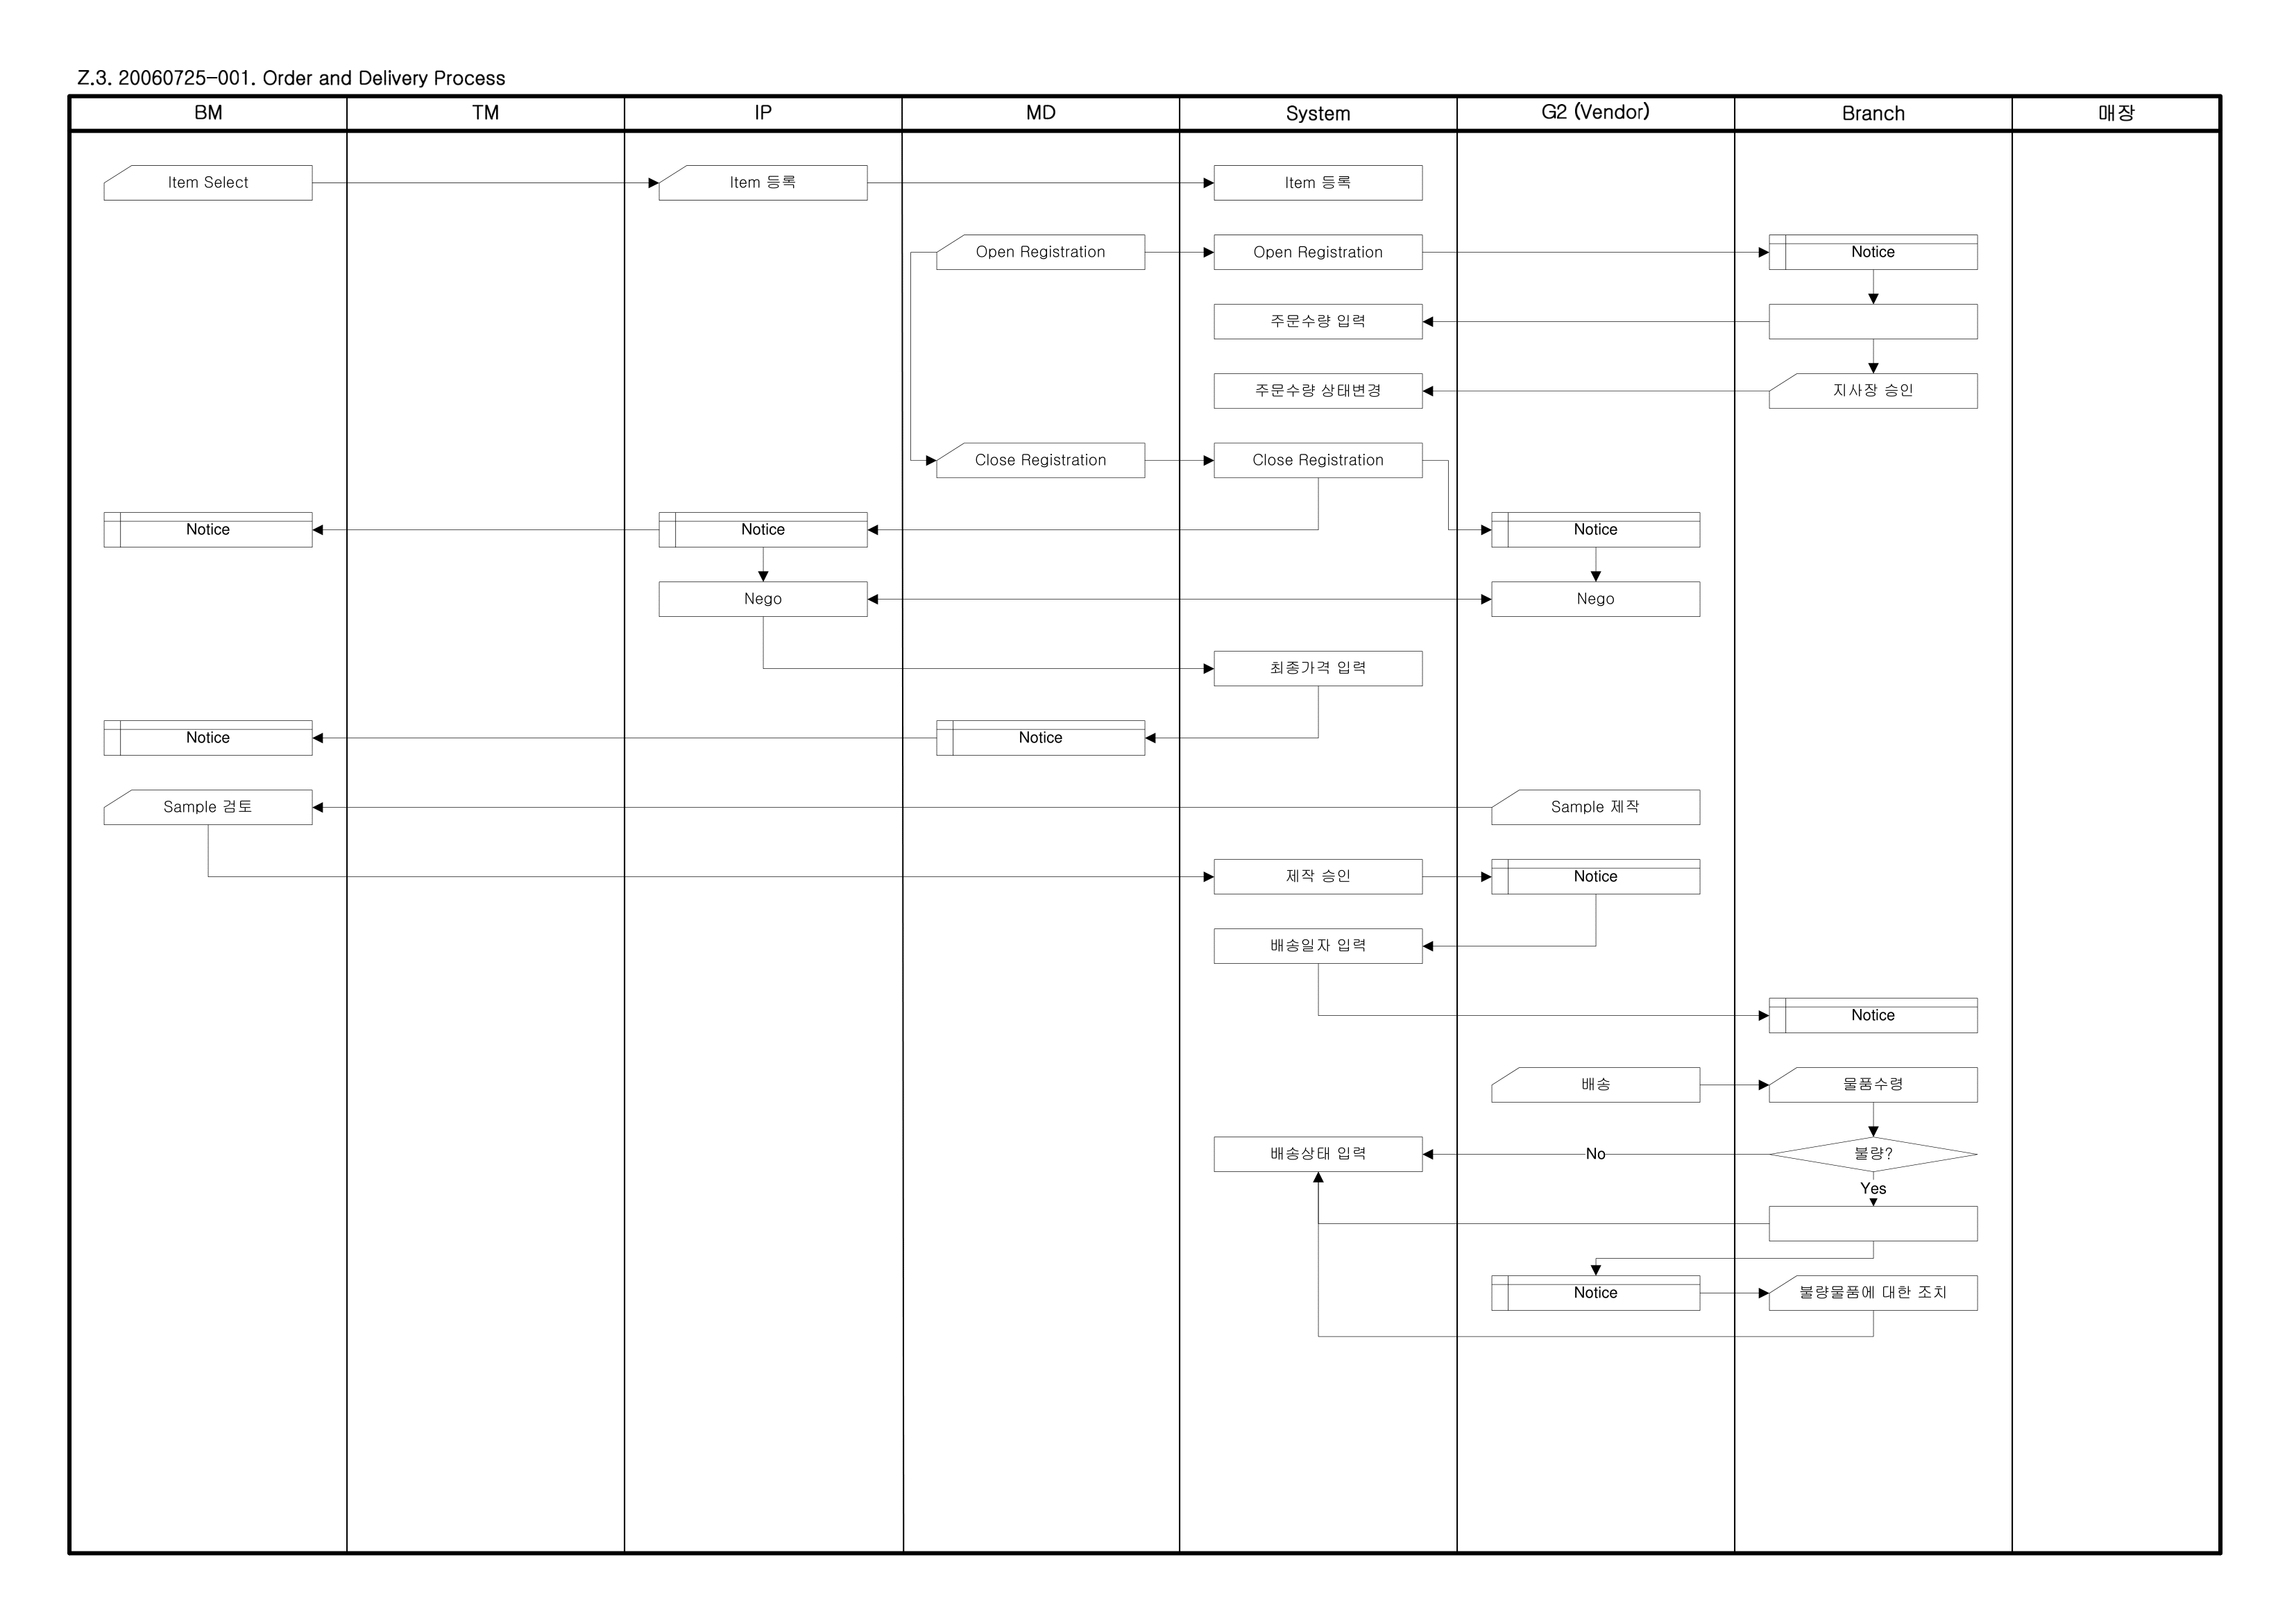 Z.3. 20060725-001. Order and Delivery Process
BM
TM
IP
MD
System
G2 (Vendor)
Branch
매장
Item Select
Item 등록
Item 등록
Open Registration
Open Registration
Notice
주문수량 입력
주문수량 상태변경
지사장 승인
Close Registration
Close Registration
Notice
Notice
Notice
Nego
Nego
최종가격 입력
Notice
Notice
Sample 검토
Sample 제작
제작 승인
Notice
배송일자 입력
Notice
배송
물품수령
배송상태 입력
No
불량?
Yes
Notice
불량물품에 대한 조치